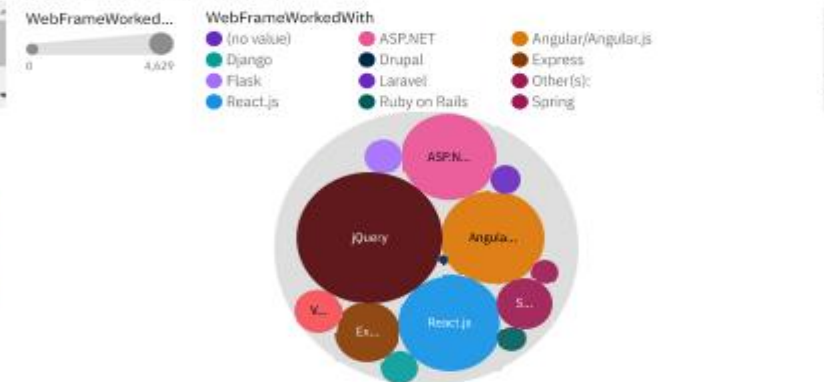 WebFrameWorked...
0
4,629
WebFrameWorkedWith
(no value)
ASP.NET
Angular/Angular.js
Django
Drupal
Express
Flask
Laravel
Other(s):
React.js
Ruby on Rails
Spring
ASP.N...
jQuery
Angula...
S...
V...
Ex...
React.js